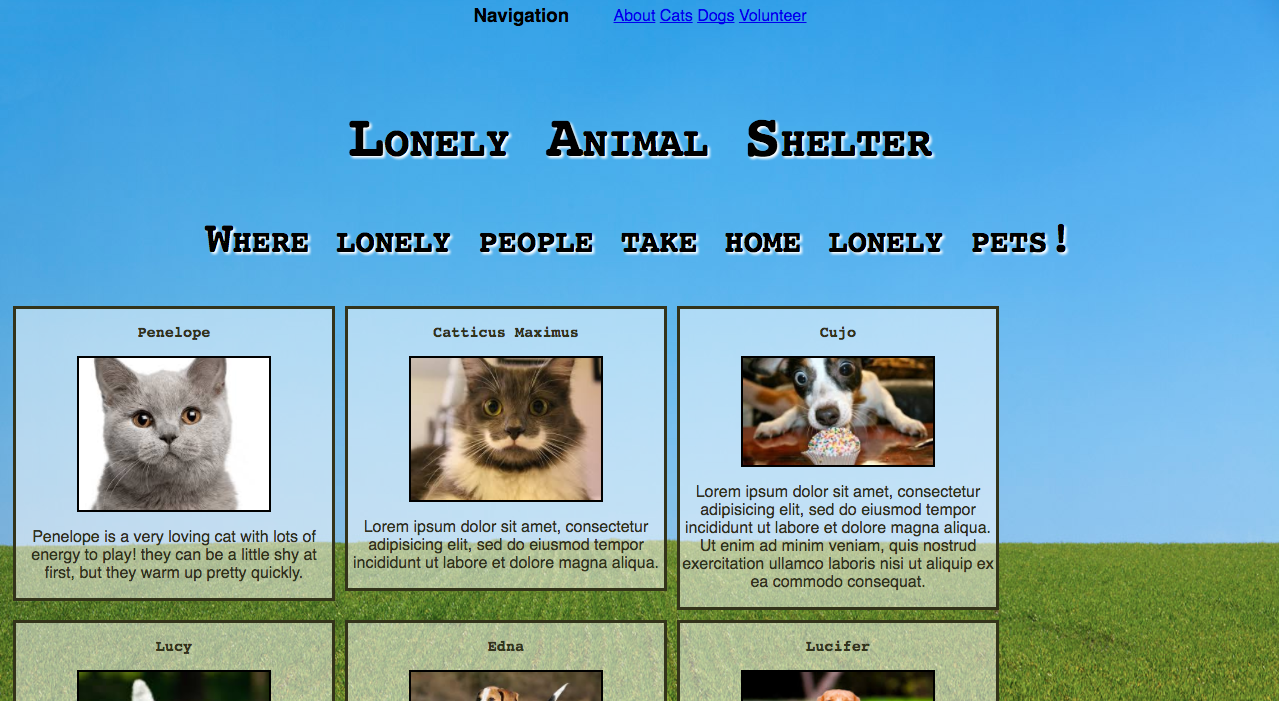 Navigation About Cats Dogs Volunteer
Lonely Animal Shelter
Where lonely people take home lonely pets!
Penelope
Penelope is a very loving cat with lots of
energy to play! they can be a little shy at
first, but they warm up pretty quickly.
Catticus Maximus
Lorem ipsum dolor sit amet, consectetur
adipisicing elit, sed do eiusmod tempor
incididunt ut labore et dolore magna aliqua.
Cujo
Lorem ipsum dolor sit amet, consectetur
adipisicing elit, sed do eiusmod tempor
incididunt ut labore et dolore magna aliqua.
Ut enim ad minim veniam, quis nostrud
exercitation ullamco laboris nisi ut aliquip ex
ea commodo consequat.
Lucy
Edna
Lucifer